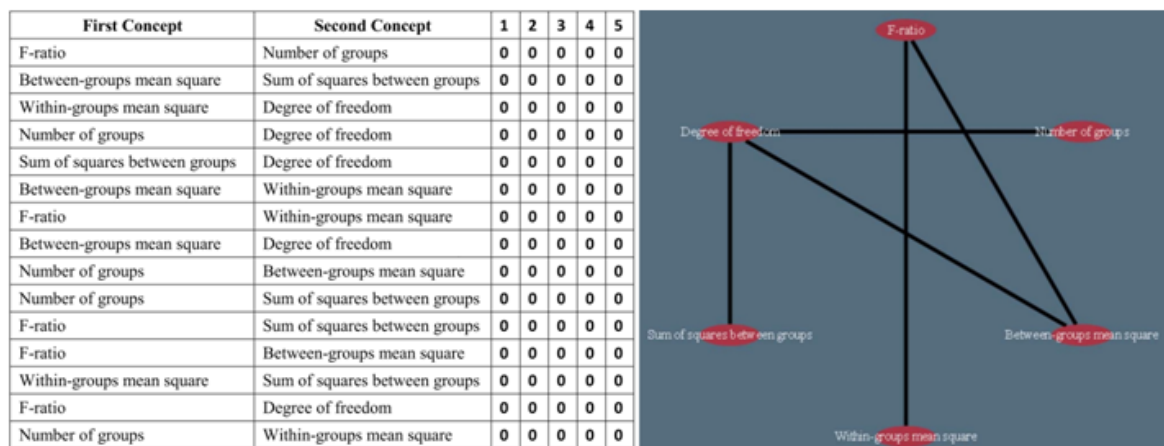 First Concept Second Concept 1 2 3 4 5
F-ratio Number of groups 0 0 0 0 0
Between-groups mean square Sum of squares between groups 0 0 0 0 0
Within-groups mean square Degree of freedom 0 0 0 0 0
Number of groups Degree of freedom 0 0 0 0 0
Sum of squares between groups Degree of freedom 0 0 0 0 0
Between-groups mean square Within-groups mean square 0 0 0 0 0
F-ratio Within-groups mean square 0 0 0 0 0
Between-groups mean square Degree of freedom 0 0 0 0 0
Number of groups Between-groups mean square 0 0 0 0 0
Number of groups Sum of squares between groups 0 0 0 0 0
F-ratio Sum of squares between groups 0 0 0 0 0
F-ratio Between-groups mean square 0 0 0 0 0
Within-groups mean square Sum of squares between groups 0 0 0 0 0
F-ratio Degree of freedom 0 0 0 0 0
Number of groups Within-groups mean square 0 0 0 0 0
F-ratio
Degree of freedom
Number of groups
Sum of squares between groups
Between-groups mean square
Within-groups mean square